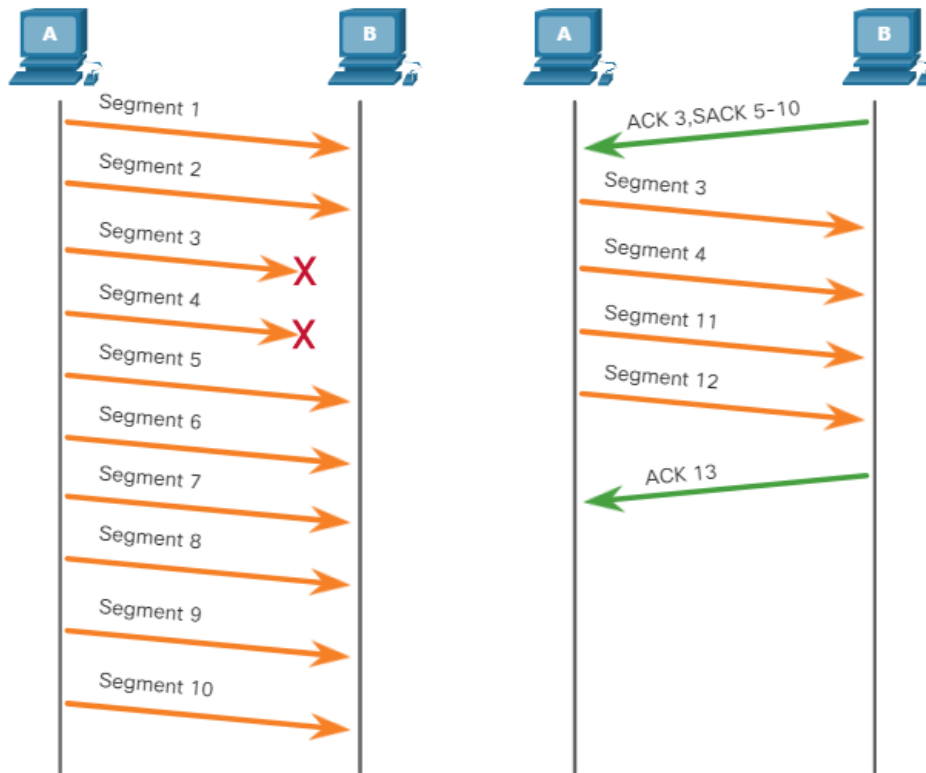 A
B
Segment 1
Segment 2
Segment 3
X
Segment 4
X
Segment 5
Segment 6
Segment 7
Segment 8
Segment 9
Segment 10
A
B
ACK 3,SACK 5-10
Segment 3
Segment 4
Segment 11
Segment 12
ACK 13